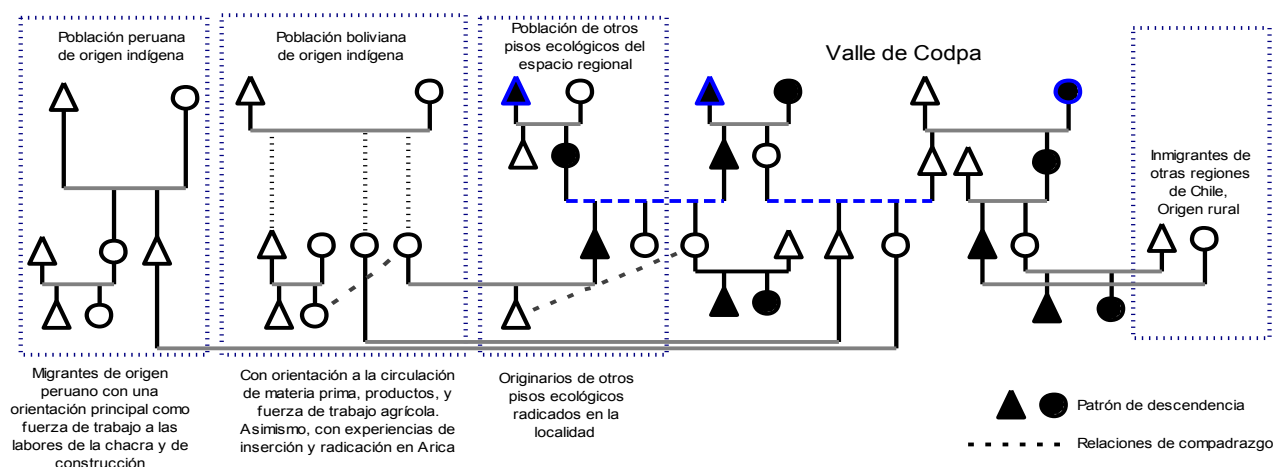 Población peruana
de origen indígena
Población boliviana
de origen indígena
Población de otros
pisos ecológicos del
espacio regional
Valle de Codpa
Inmigrantes de
otras regiones
de Chile,
Origen rural
Migrantes de origen
peruano con una
orientación principal como
fuerza de trabajo a las
labores de la chacra y de
construcción
Con orientación a la circulación
de materia prima, productos, y
fuerza de trabajo agrícola.
Asimismo, con experiencias de
inserción y radicación en Arica
Originarios de otros
pisos ecológicos
radicados en la
localidad
Patrón de descendencia
Relaciones de compadrazgo